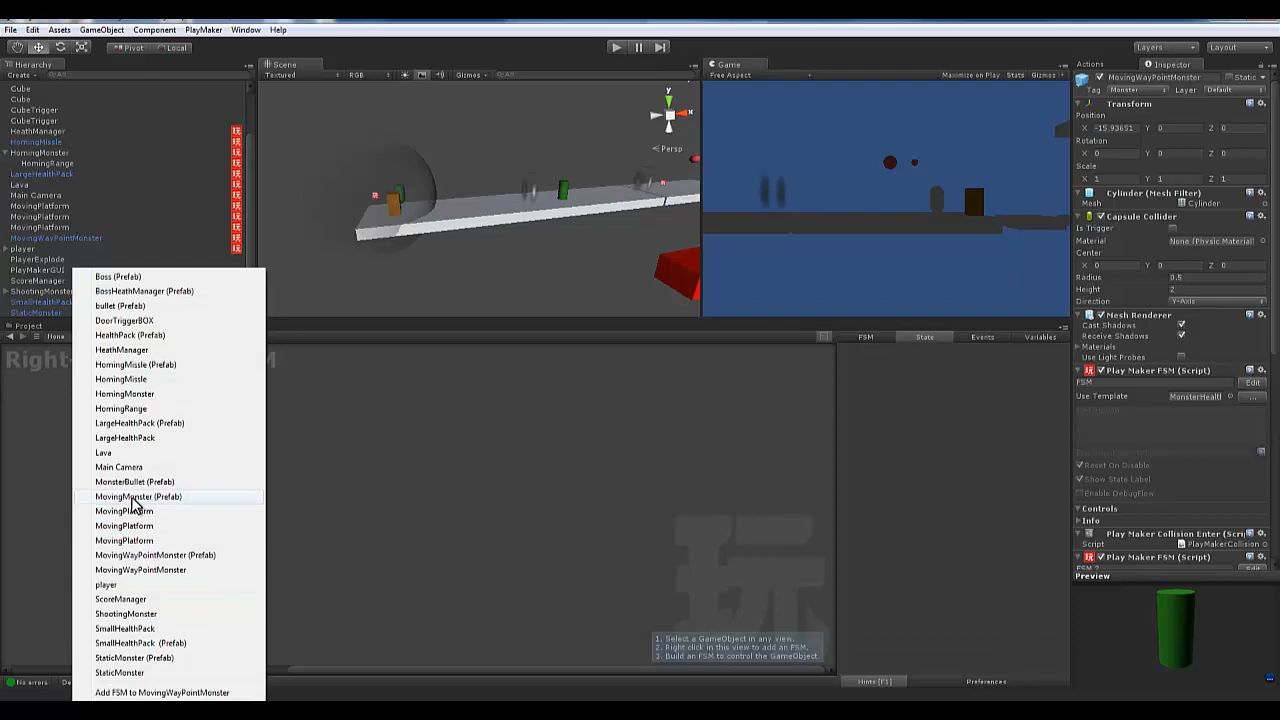 File Edit Assets GameObject Component PlayMaker Window Help
Pivot Local Layers Layout
Hierarchy Scene Game Actions Inspector
Create Textured RGB Gizmos Free Aspect Maximize on Play Stats Gizmos MovingWayPointMonster Static
Tag Monster Layer Default
Cube
Cube
CubeTrigger
CubeTrigger
HeathManager
HomingMissle
HomingMonster
HomingRange
LargeHealthPack
Lava
Main Camera
MovingPlatform
MovingPlatform
MovingPlatform
MovingWayPointMonster
player
PlayerExplode
PlayMakerGUI
ScoreManager
ShootingMonster
SmallHealthPack
StaticMonster
Project
None
Right-
M
y
x
Persp
Boss (Prefab)
BossHeathManager (Prefab)
bullet (Prefab)
DoorTriggerBOX
HealthPack (Prefab)
HeathManager
HomingMissle (Prefab)
HomingMissle
HomingMonster
HomingRange
LargeHealthPack (Prefab)
LargeHealthPack
Lava
Main Camera
MonsterBullet (Prefab)
MovingMonster (Prefab)
MovingPlatform
MovingPlatform
MovingPlatform
MovingWayPointMonster (Prefab)
MovingWayPointMonster
player
ScoreManager
ShootingMonster
SmallHealthPack
SmallHealthPack (Prefab)
StaticMonster (Prefab)
StaticMonster
Add FSM to MovingWayPointMonster
No errors
FSM State Events Variables
玩
1. Select a GameObject in any view.
2. Right click in this view to add an FSM.
3. Build an FSM to control the GameObject.
Hints [F1] Preferences
Transform
Position
X -15.93651 Y 0 Z 0
Rotation
X 0 Y 0 Z 0
Scale
X 1 Y 1 Z 1
Cylinder (Mesh Filter)
Mesh Cylinder
Capsule Collider
Is Trigger
Material None (Physic Material
Center
X 0 Y 0 Z 0
Radius 0.5
Height 2
Direction Y-Axis
Mesh Renderer
Cast Shadows
Receive Shadows
Materials
Use Light Probes
Play Maker FSM (Script)
FSM Edit
Use Template MonsterHealt ...
Reset On Disable
Show State Label
Enable DebugFlow
Controls
Info
Play Maker Collision Enter (Scri
Script PlayMakerCollision
Play Maker FSM (Script)
FSM 2 Edit
Preview